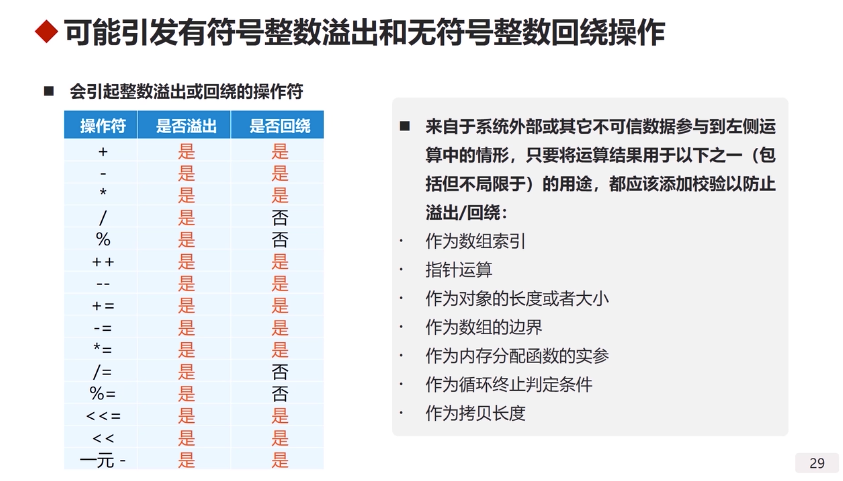 可能引发有符号整数溢出和无符号整数回绕操作
■ 会引起整数溢出或回绕的操作符
操作符 是否溢出 是否回绕
+ 是 是
- 是 是
* 是 是
/ 是 否
% 是 否
++ 是 是
-- 是 是
+= 是 是
-= 是 是
*= 是 是
/= 是 否
%= 是 否
<<= 是 是
<< 是 是
一元 - 是 是
■ 来自于系统外部或其它不可信数据参与到左侧运
算中的情形，只要将运算结果用于以下之一（包
括但不局限于）的用途，都应该添加校验以防止
溢出/回绕：
· 作为数组索引
· 指针运算
· 作为对象的长度或者大小
· 作为数组的边界
· 作为内存分配函数的实参
· 作为循环终止判定条件
· 作为拷贝长度
29